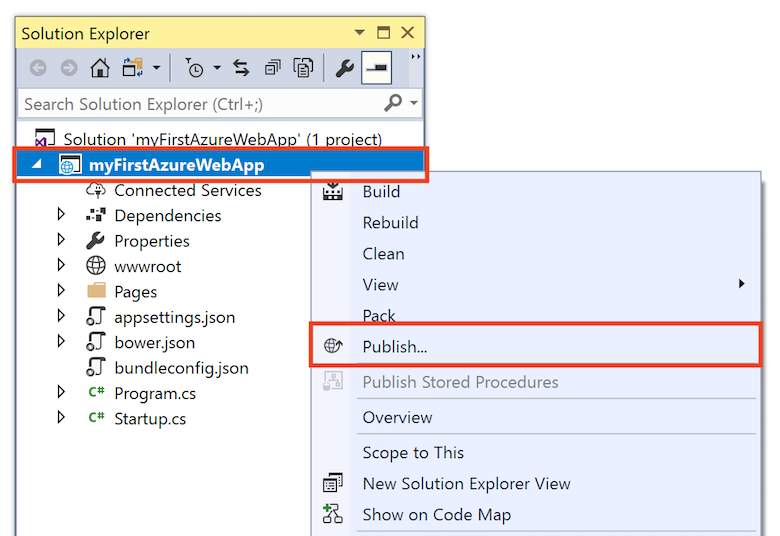 Solution Explorer
Search Solution Explorer (Ctrl+;)
Solution 'myFirstAzureWebApp' (1 project)
myFirstAzureWebApp
Connected Services
Dependencies
Properties
wwwroot
Pages
appsettings.json
bower.json
bundleconfig.json
C# Program.cs
C# Startup.cs
Build
Rebuild
Clean
View
Pack
Publish...
Publish Stored Procedures
Overview
Scope to This
New Solution Explorer View
Show on Code Map